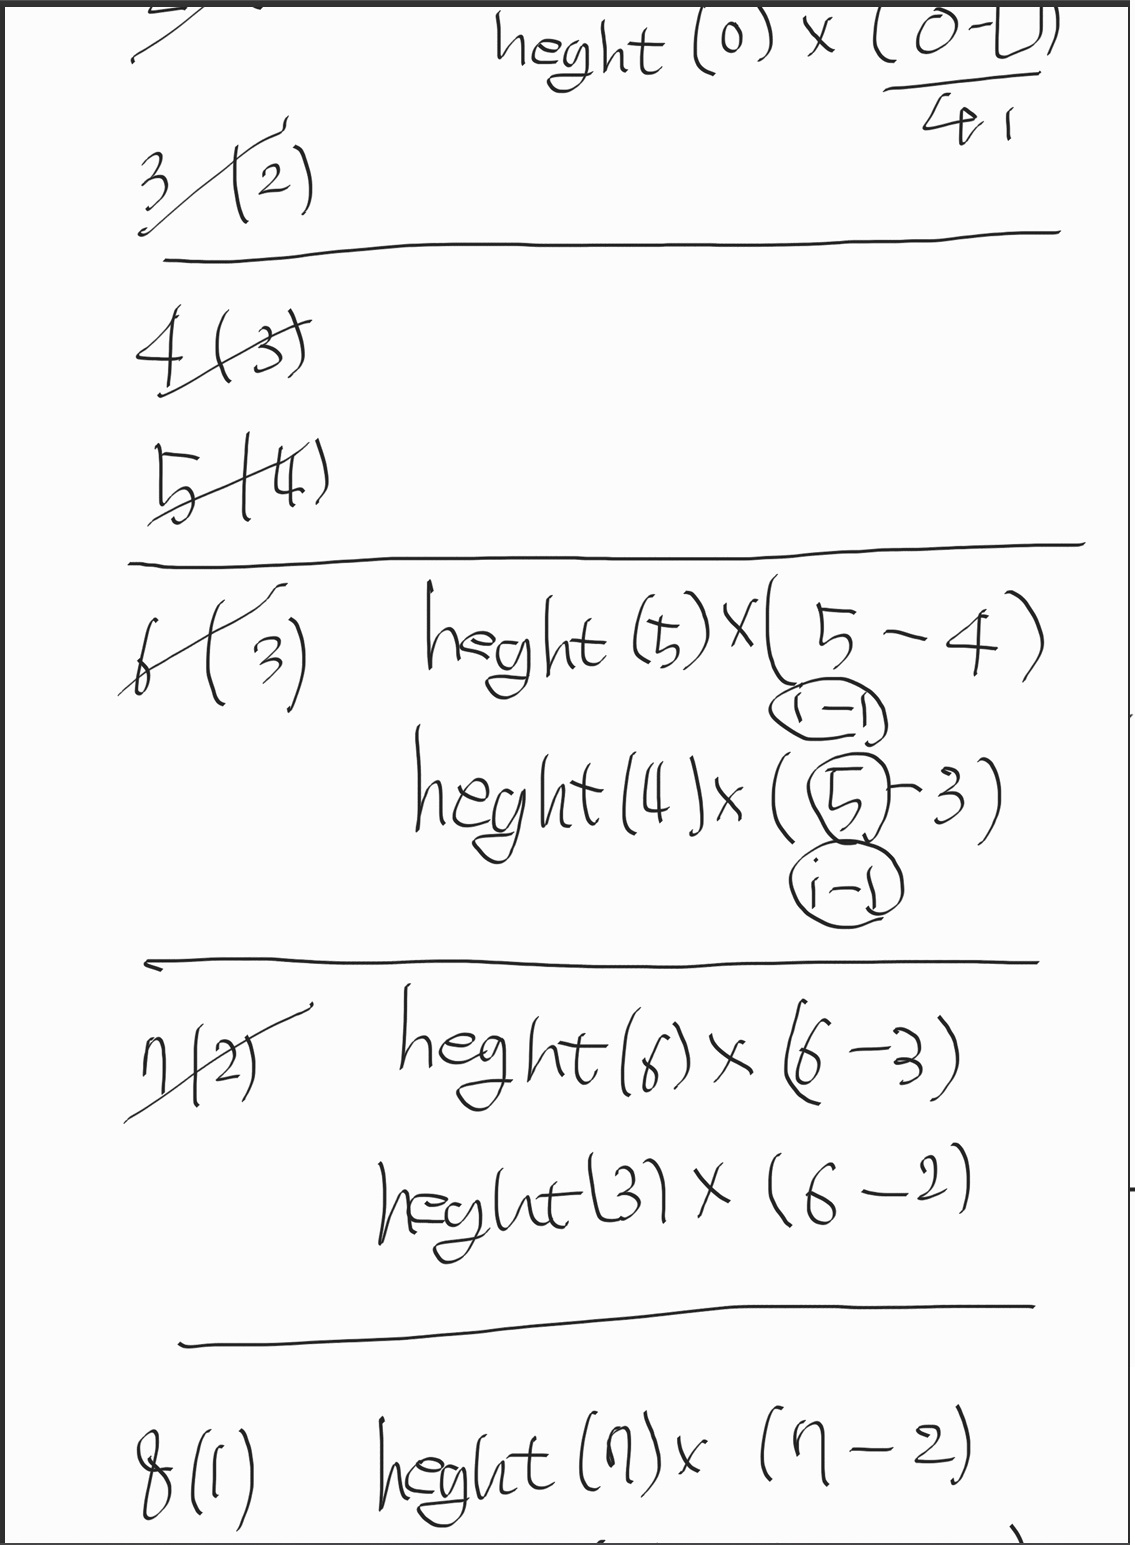 heght (0) x (0-1)
3 (2)
4 (3)
5 (4)
6 (3) heght (5) x (5 - 4)
i-1
heght (4) x (5 - 3)
i-1
7 (2) heght (6) x (6 - 3)
heght (3) x (6 - 2)
8 (1) heght (7) x (7 - 2)